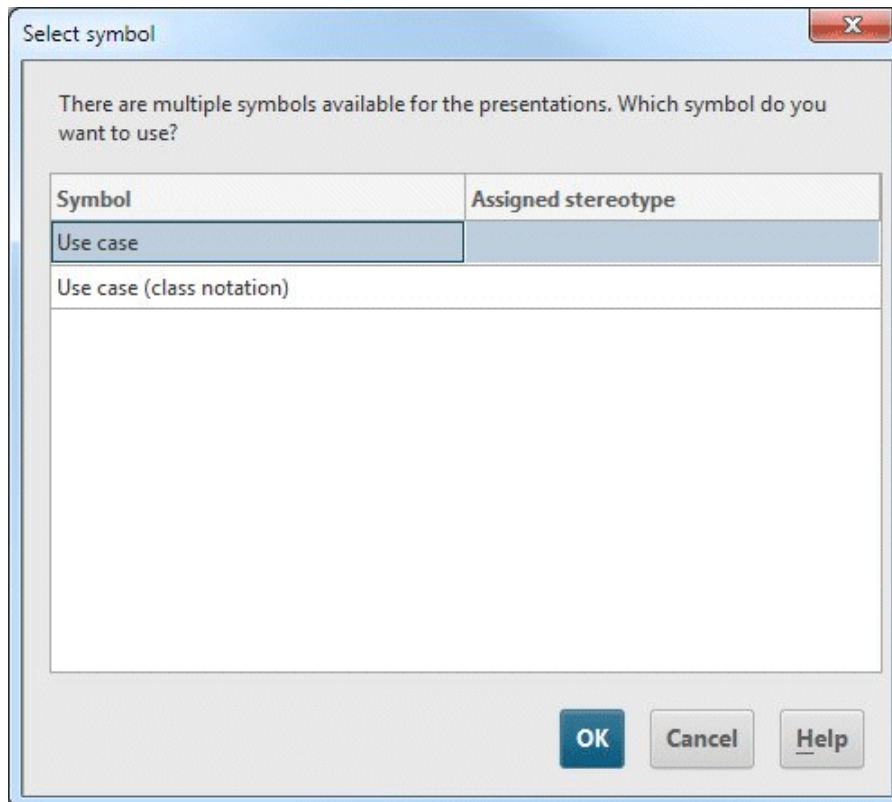 Select symbol
There are multiple symbols available for the presentations. Which symbol do you
want to use?
Symbol Assigned stereotype
Use case
Use case (class notation)
OK Cancel Help